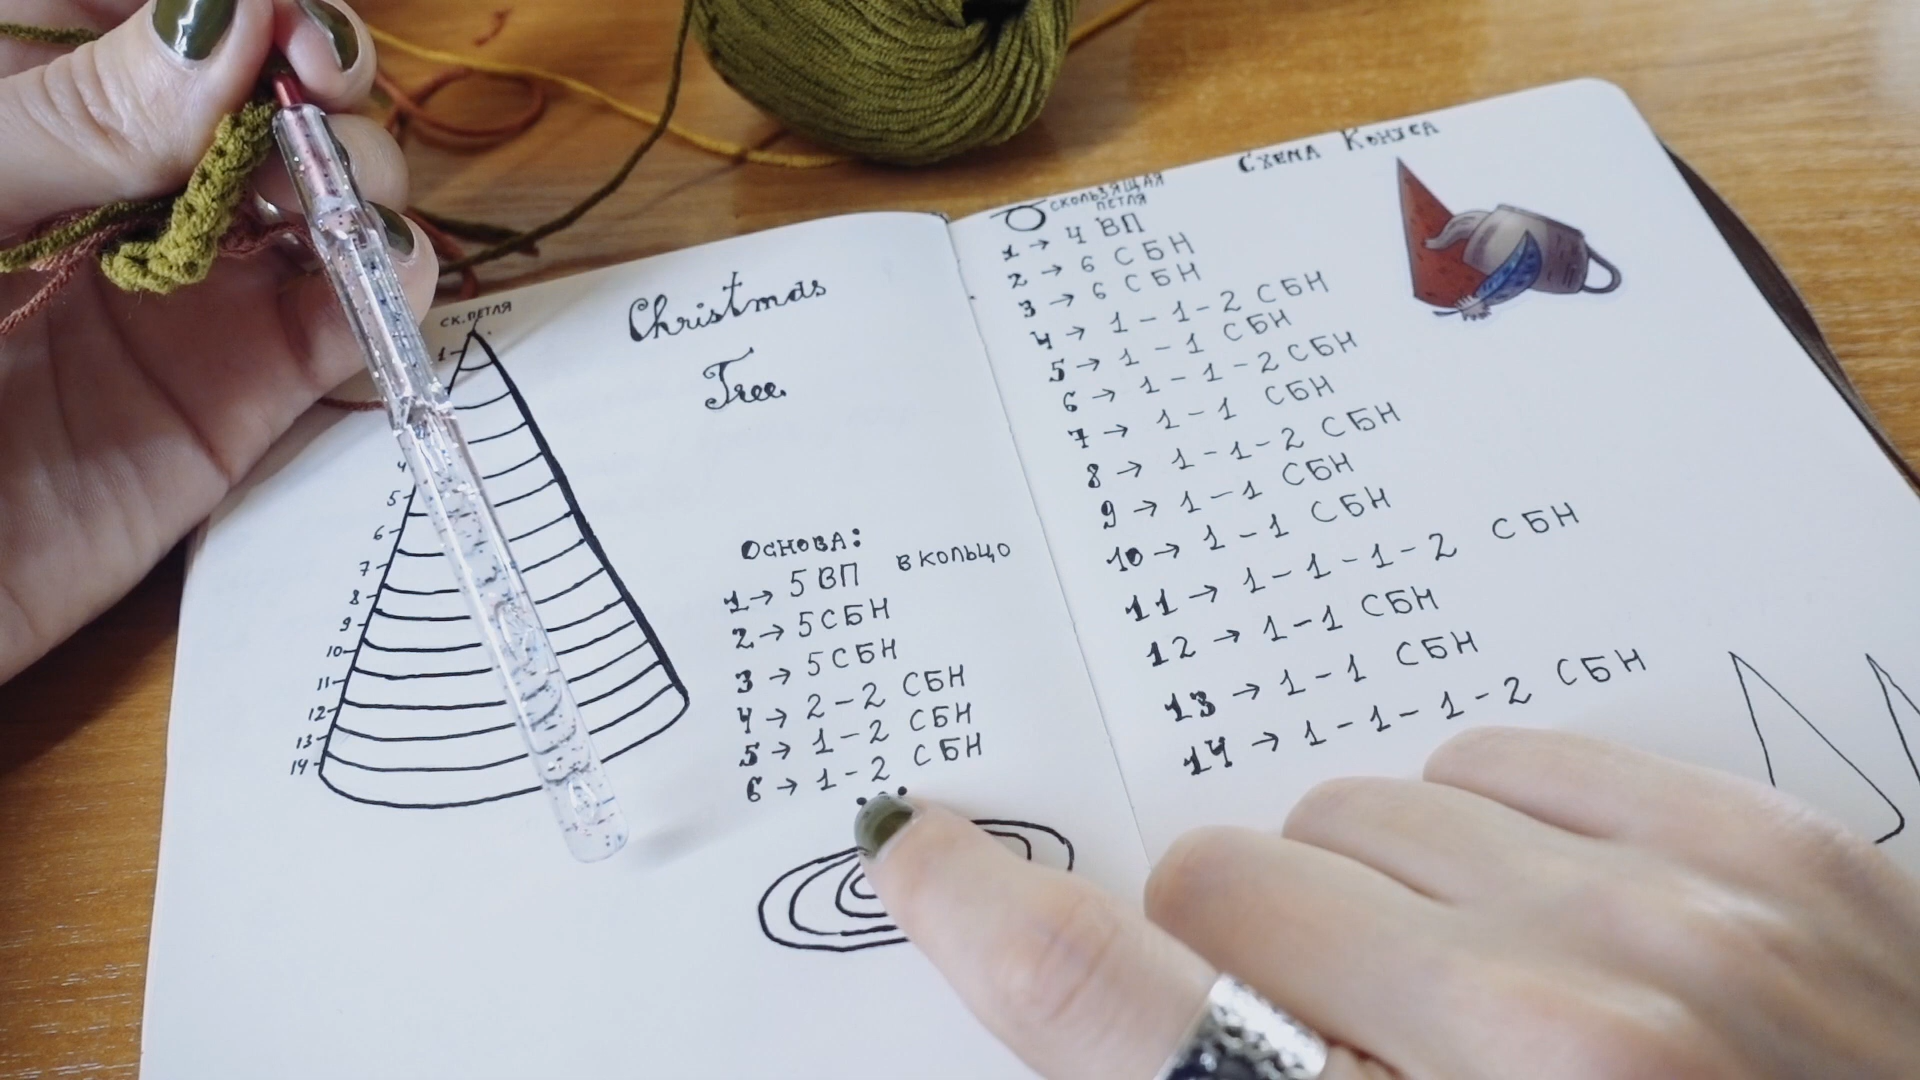 СК. ПЕТЛЯ
Christmas
Tree
1
4
5
6
7
8
9
10
11
12
13
14
Основа:
1 → 5 ВП В КОЛЬЦО
2 → 5 СБН
3 → 5 СБН
4 → 2-2 СБН
5 → 1-2 СБН
6 → 1-2 СБН
Схема Конуса
СКОЛЬЗЯЩАЯ
ПЕТЛЯ
1 → 4 ВП
2 → 6 СБН
3 → 6 СБН
4 → 1-1-2 СБН
5 → 1-1 СБН
6 → 1-1-2 СБН
7 → 1-1 СБН
8 → 1-1-2 СБН
9 → 1-1 СБН
10 → 1-1 СБН
11 → 1-1-1-2 СБН
12 → 1-1 СБН
13 → 1-1 СБН
14 → 1-1-1-2 СБН